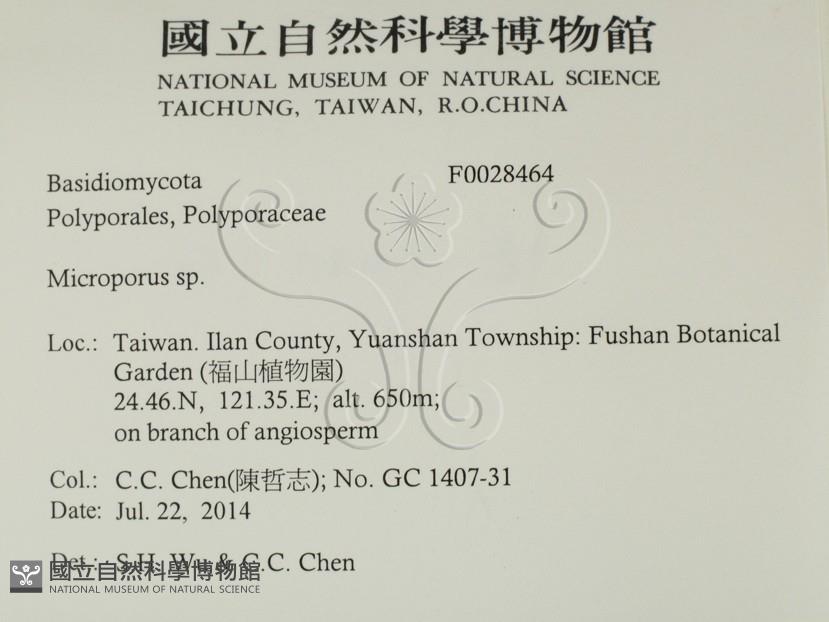 國立自然科學博物館
NATIONAL MUSEUM OF NATURAL SCIENCE
TAICHUNG, TAIWAN, R.O.CHINA
Basidiomycota F0028464
Polyporales, Polyporaceae
Microporus sp.
Loc.: Taiwan. Ilan County, Yuanshan Township: Fushan Botanical
Garden (福山植物園)
24.46.N, 121.35.E; alt. 650m;
on branch of angiosperm
Col.: C.C. Chen(陳哲志); No. GC 1407-31
Date: Jul. 22, 2014
Det.: S.H. Wu & C.C. Chen
國立自然科學博物館
NATIONAL MUSEUM OF NATURAL SCIENCE